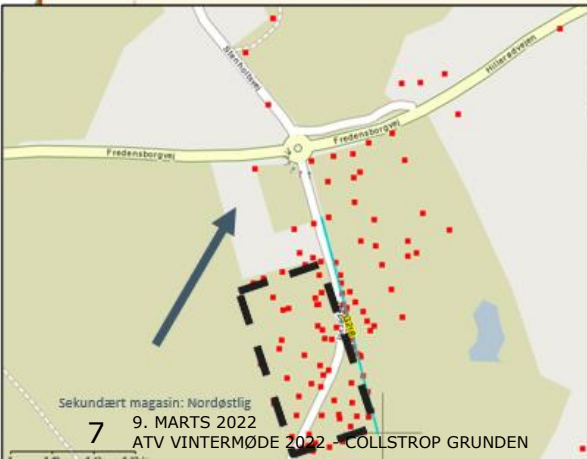 Stenholtsvej
Hillerødvejen
Fredensborgvej
Fredensborgvej
Sekundært magasin: Nordøstlig
7
9. MARTS 2022
ATV VINTERMØDE 2022 - COLLSTROP GRUNDEN